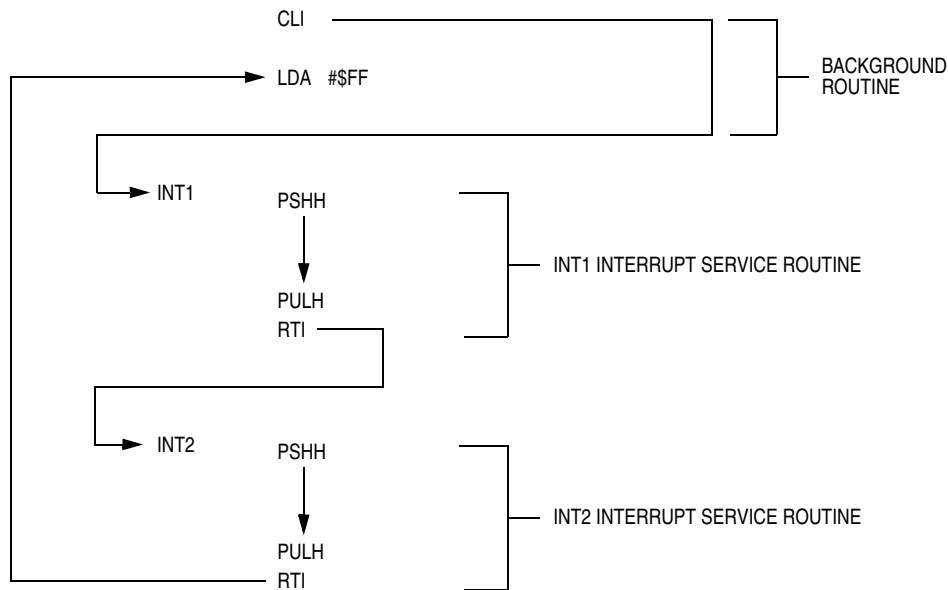 CLI
LDA #$FF
BACKGROUND
ROUTINE
INT1
PSHH
INT1 INTERRUPT SERVICE ROUTINE
PULH
RTI
INT2
PSHH
INT2 INTERRUPT SERVICE ROUTINE
PULH
RTI